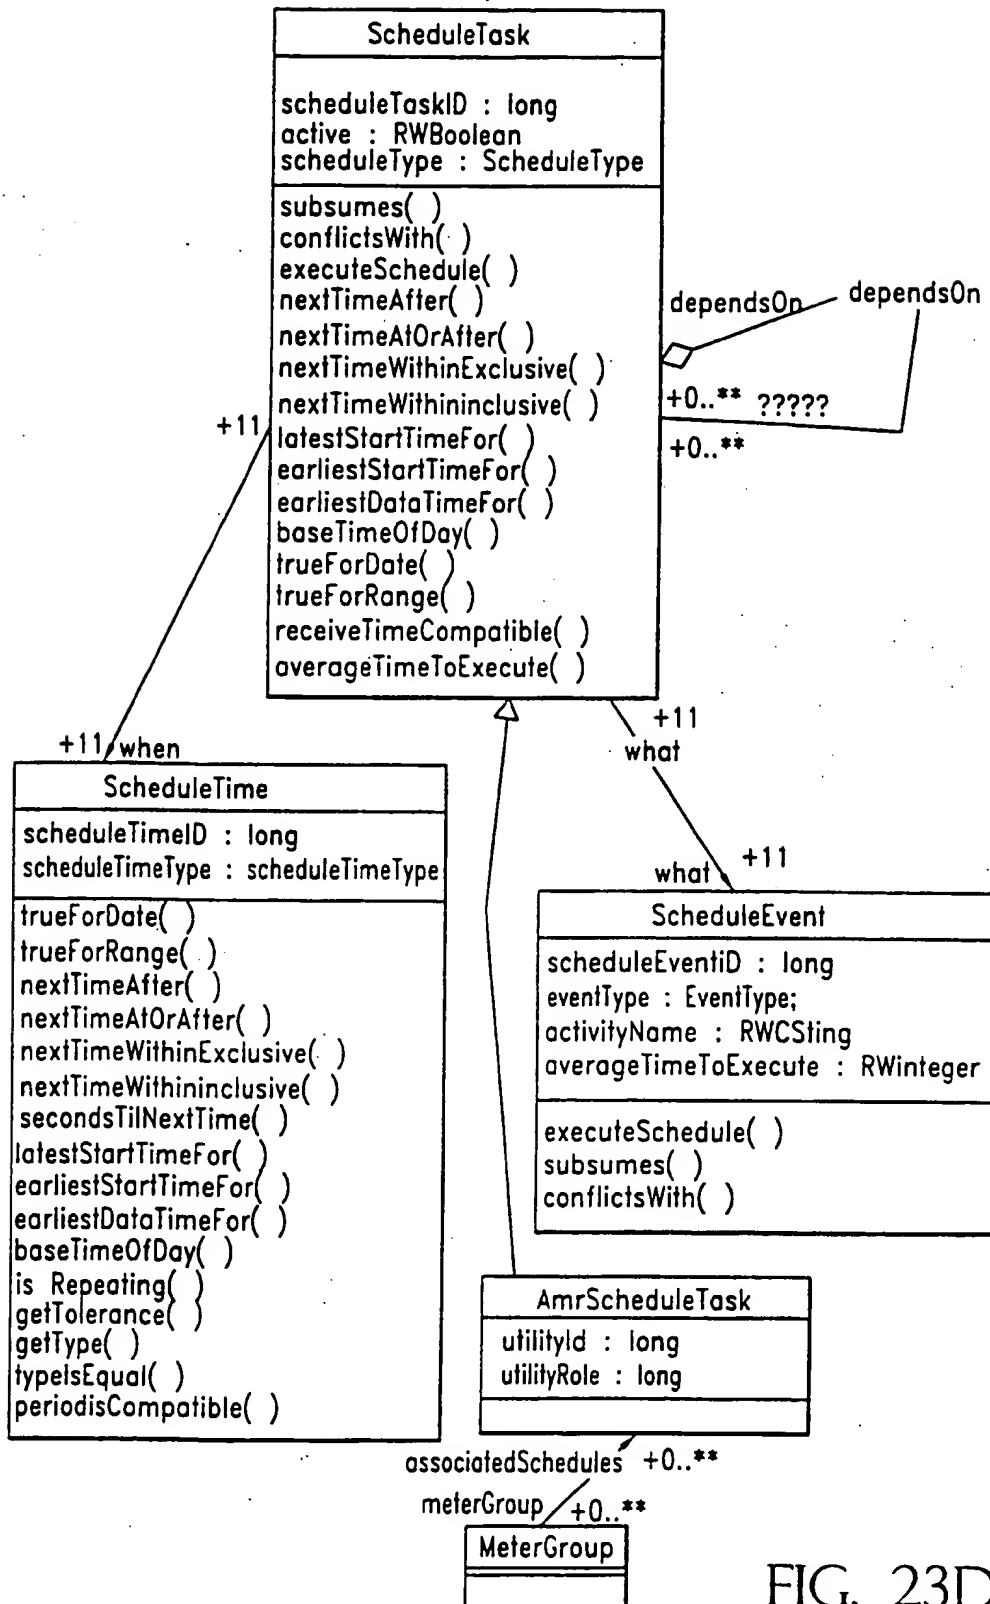 ScheduleTask
scheduleTaskID : long
active : RWBoolean
scheduleType : ScheduleType
subsumes( )
conflictsWith( )
executeSchedule( )
nextTimeAfter( )
nextTimeAtOrAfter( )
nextTimeWithinExclusive( )
nextTimeWithininclusive( )
latestStartTimeFor( )
earliestStartTimeFor( )
earliestDataTimeFor( )
baseTimeOfDay( )
trueForDate( )
trueForRange( )
receiveTimeCompatible( )
averageTimeToExecute( )
dependsOn
dependsOn
+0..** ?????
+0..**
+11
+11 when
+11
what
+11
what
ScheduleTime
scheduleTimeID : long
scheduleTimeType : scheduleTimeType
trueForDate( )
trueForRange( )
nextTimeAfter( )
nextTimeAtOrAfter( )
nextTimeWithinExclusive( )
nextTimeWithininclusive( )
secondsTilNextTime( )
latestStartTimeFor( )
earliestStartTimeFor( )
earliestDataTimeFor( )
baseTimeOfDay( )
is Repeating( )
getTolerance( )
getType( )
typeIsEqual( )
periodisCompatible( )
ScheduleEvent
scheduleEventiD : long
eventType : EventType;
activityName : RWCSting
averageTimeToExecute : RWinteger
executeSchedule( )
subsumes( )
conflictsWith( )
AmrScheduleTask
utilityId : long
utilityRole : long
associatedSchedules +0..**
meterGroup +0..**
MeterGroup
FIG. 23D